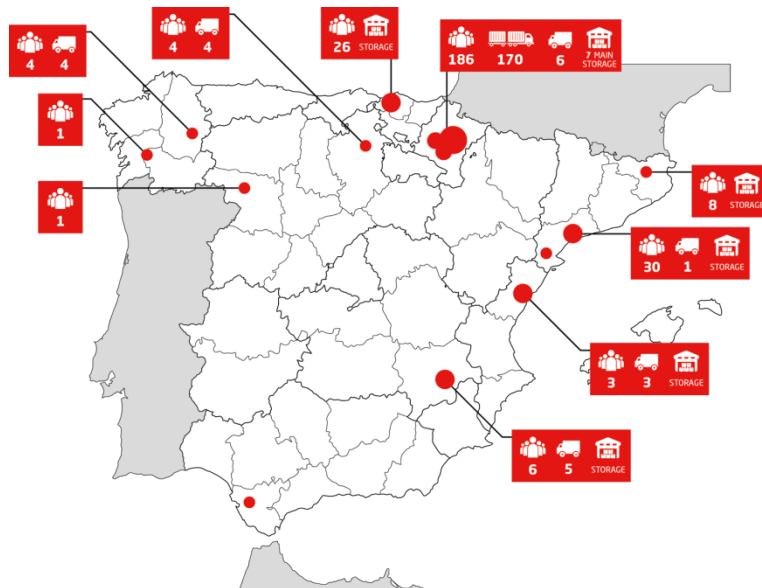 4 4
4 4
26 STORAGE
186 170 6 7 MAIN
STORAGE
1
1
8 STORAGE
30 1 STORAGE
3 3 STORAGE
6 5 STORAGE